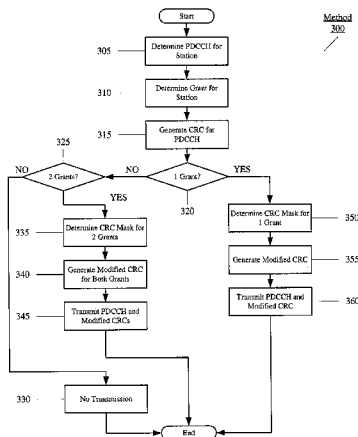 Start
Method
300
305
Determine PDCCH for
Station
310
Determine Grant for
Station
315
Generate CRC for
PDCCH
325
NO
2 Grants?
NO
1 Grant?
YES
320
YES
335
Determine CRC Mask for
2 Grants
Determine CRC Mask for
1 Grant
350
340
Generate Modified CRC
for Both Grants
Generate Modified CRC
355
345
Transmit PDCCH and
Modified CRCs
Transmit PDCCH and
Modified CRC
360
330
No Transmission
End